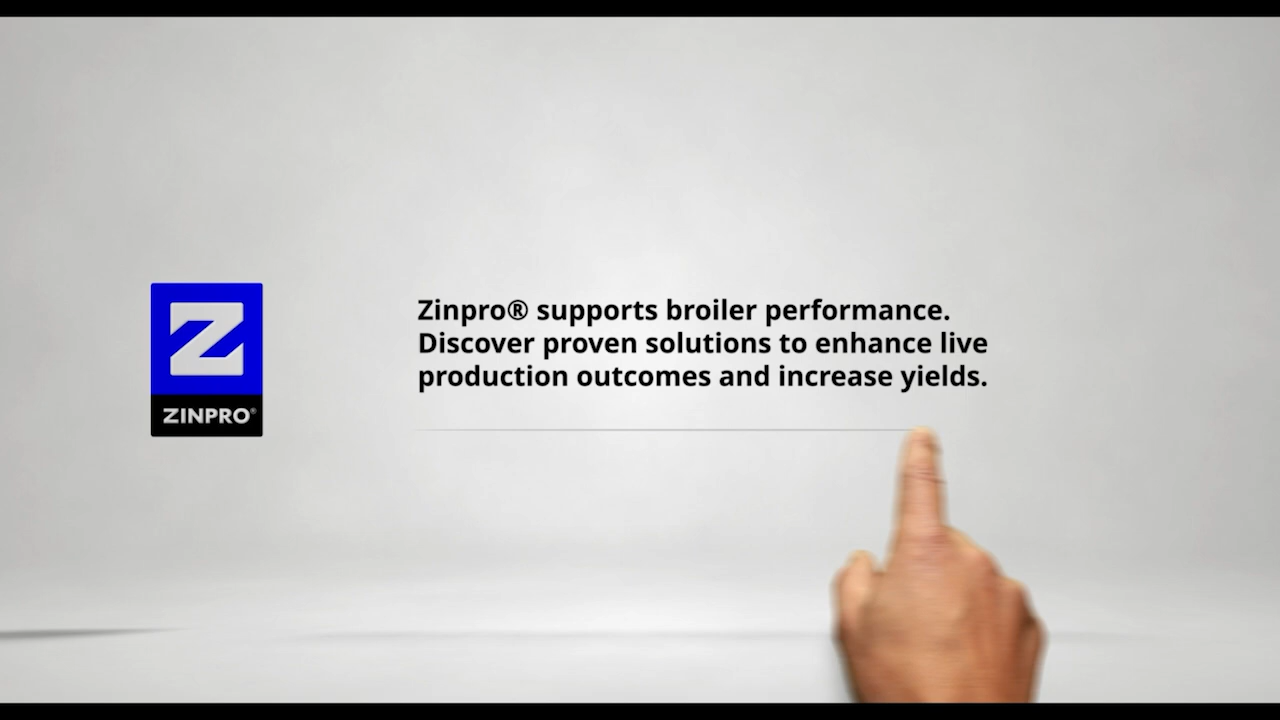 Z
ZINPRO®
Zinpro® supports broiler performance.
Discover proven solutions to enhance live
production outcomes and increase yields.